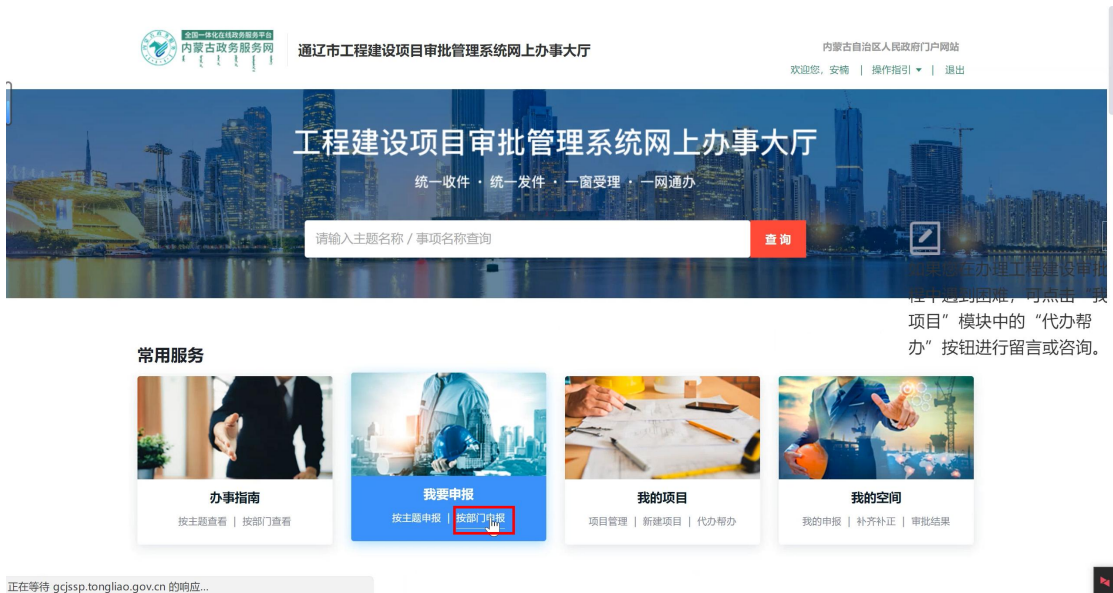 全国一体化在线政务服务平台
内蒙古政务服务网
通辽市工程建设项目审批管理系统网上办事大厅
内蒙古自治区人民政府门户网站
欢迎您，安楠 | 操作指引 ▾ | 退出
工程建设项目审批管理系统网上办事大厅
统一收件 · 统一发件 · 一窗受理 · 一网通办
请输入主题名称 / 事项名称查询
查 询
在办理工程建设审批
程中遇到困难，可点击“我
项目”模块中的“代办帮
办”按钮进行留言或咨询。
常用服务
办事指南
按主题查看 | 按部门查看
我要申报
按主题申报 | 按部门申报
我的项目
项目管理 | 新建项目 | 代办帮办
我的空间
我的申报 | 补齐补正 | 审批结果
正在等待 gcjssp.tongliao.gov.cn 的响应...